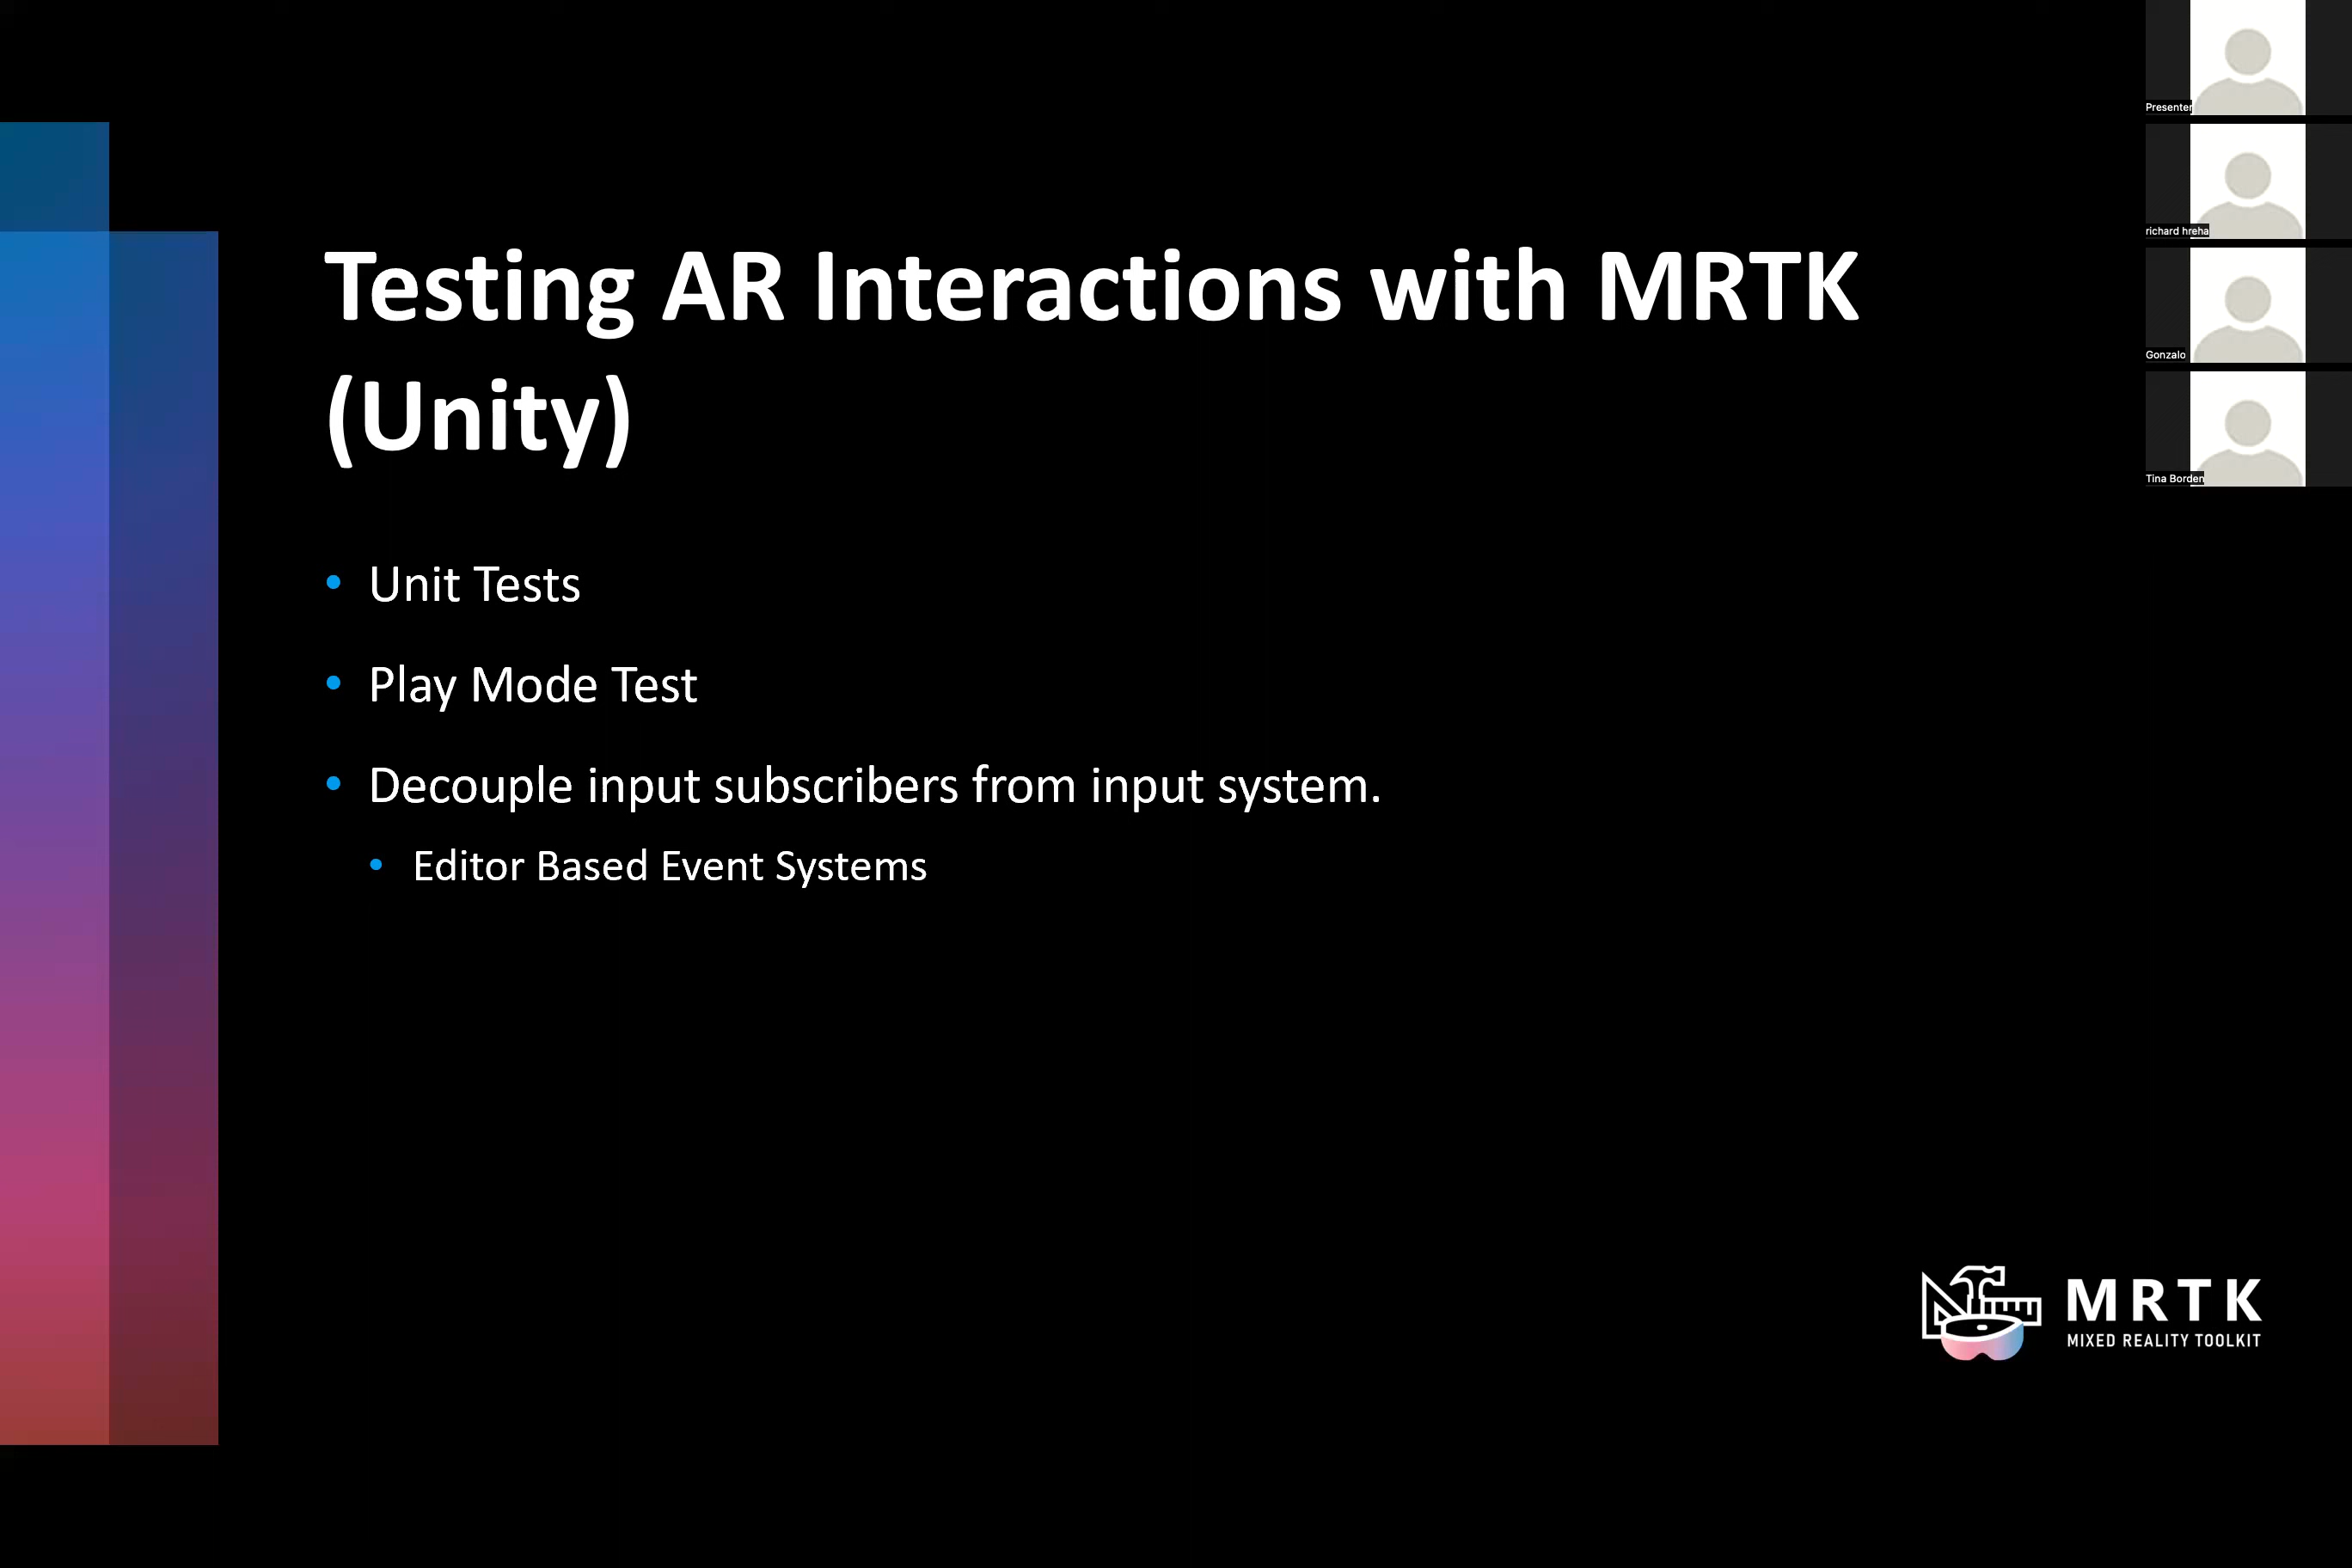 Testing AR Interactions with MRTK
(Unity)
Unit Tests
Play Mode Test
Decouple input subscribers from input system.
Editor Based Event Systems
MRTK
MIXED REALITY TOOLKIT
Presenter
richard hreha
Gonzalo
Tina Borden